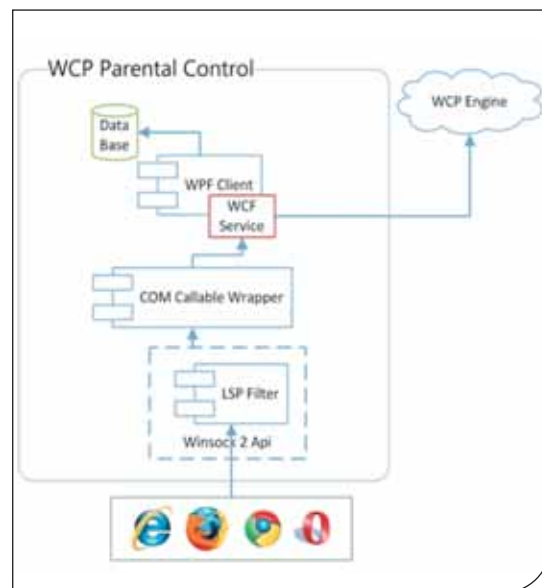 WCP Parental Control
WCP Engine
Data
Base
WPF Client
WCF
Service
COM Callable Wrapper
LSP Filter
Winsock 2 Api